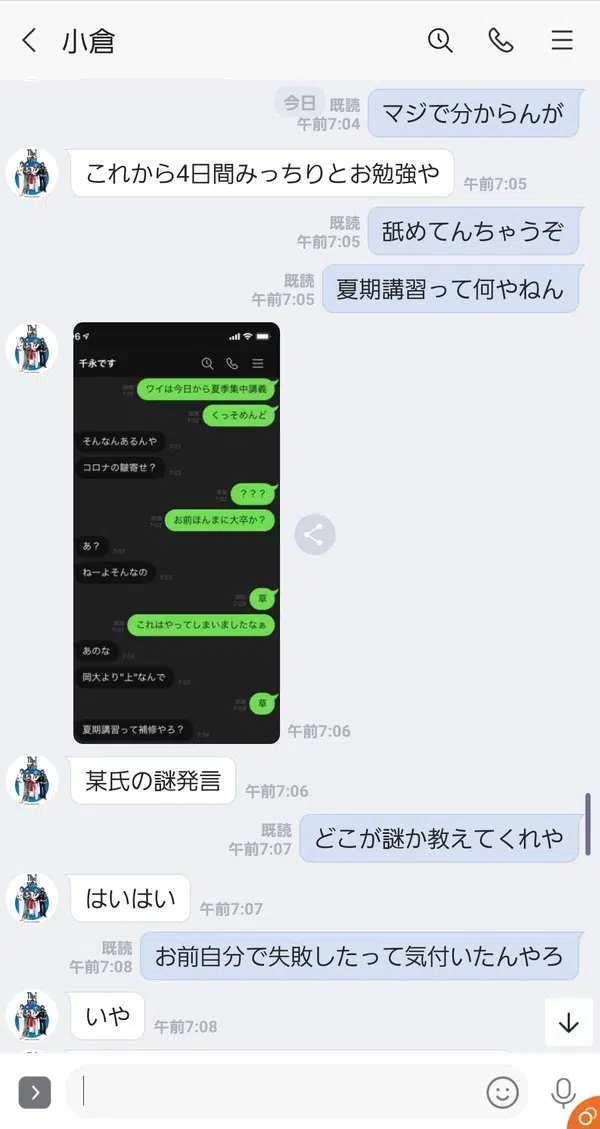 小倉
今日
既読
午前7:04
マジで分からんが
これから4日間みっちりとお勉強や
午前7:05
既読
午前7:05
舐めてんちゃうぞ
既読
午前7:05
夏期講習って何やねん
千永です
ワイは今日から夏季集中講義
くっそめんど
そんなんあるんや
コロナの皺寄せ？
？？？
お前ほんまに大卒か？
あ？
ねーよそんなの
草
これはやってしまいましたなぁ
あのな
岡大より"上"なんで
草
夏期講習って補修やろ？
午前7:06
某氏の謎発言
午前7:06
既読
午前7:07
どこが謎か教えてくれや
はいはい
午前7:07
既読
午前7:08
お前自分で失敗したって気付いたんやろ
いや
午前7:08